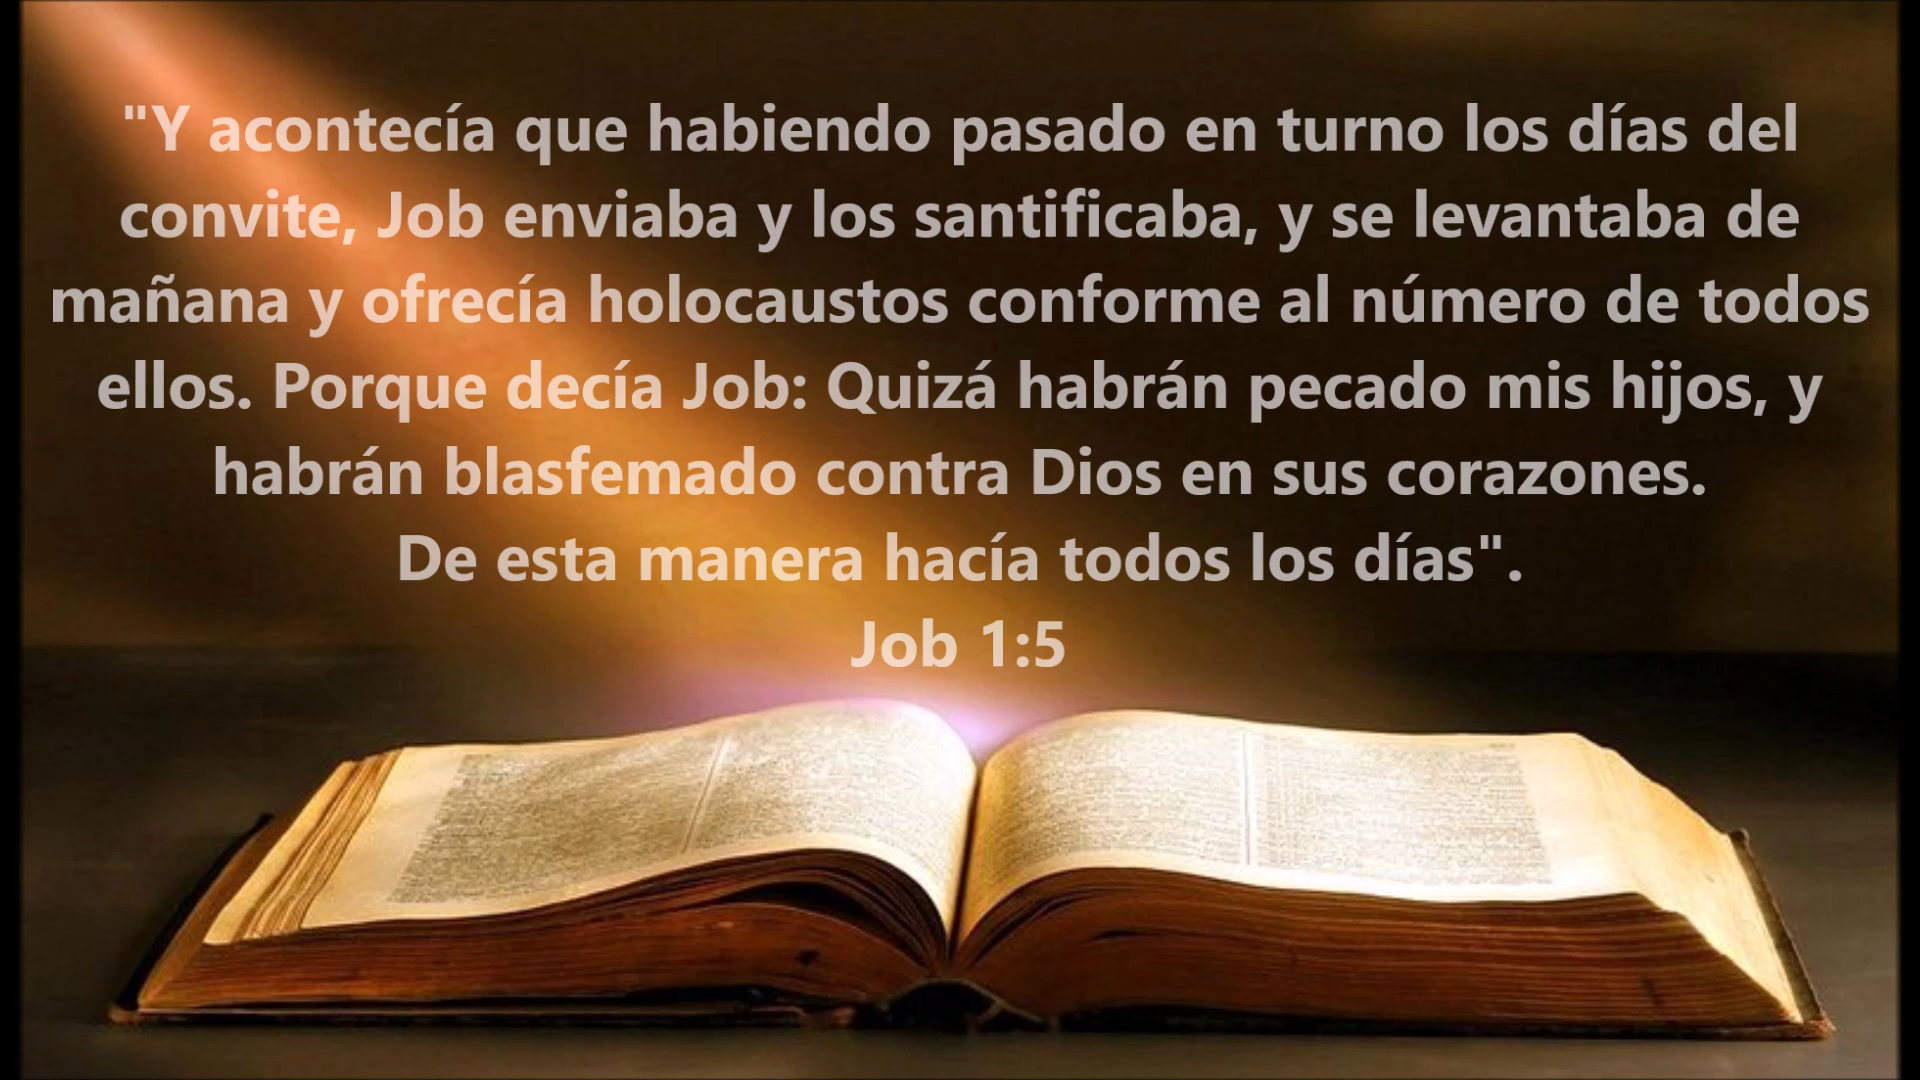 "Y acontecía que habiendo pasado en turno los días del
convite, Job enviaba y los santificaba, y se levantaba de
mañana y ofrecía holocaustos conforme al número de todos
ellos. Porque decía Job: Quizá habrán pecado mis hijos, y
habrán blasfemado contra Dios en sus corazones.
De esta manera hacía todos los días".
Job 1:5